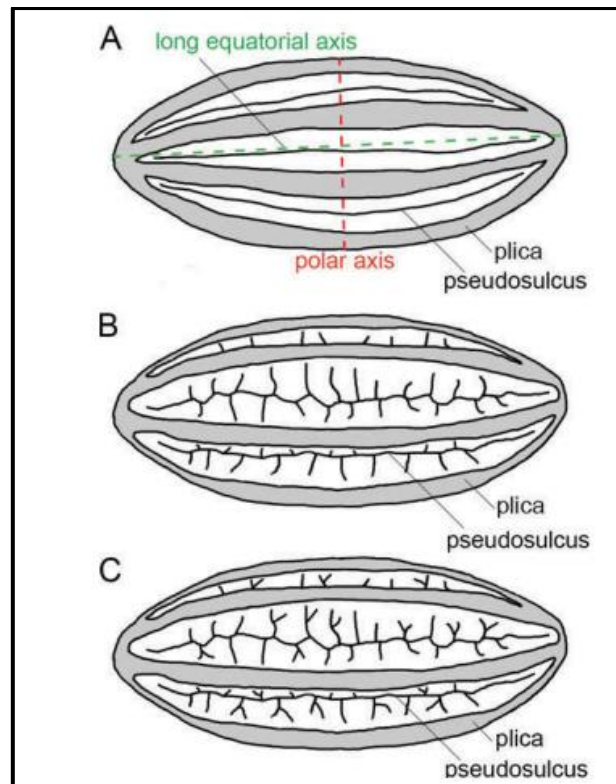 A
long equatorial axis
plica
polar axis
pseudosulcus
B
plica
pseudosulcus
C
plica
pseudosulcus